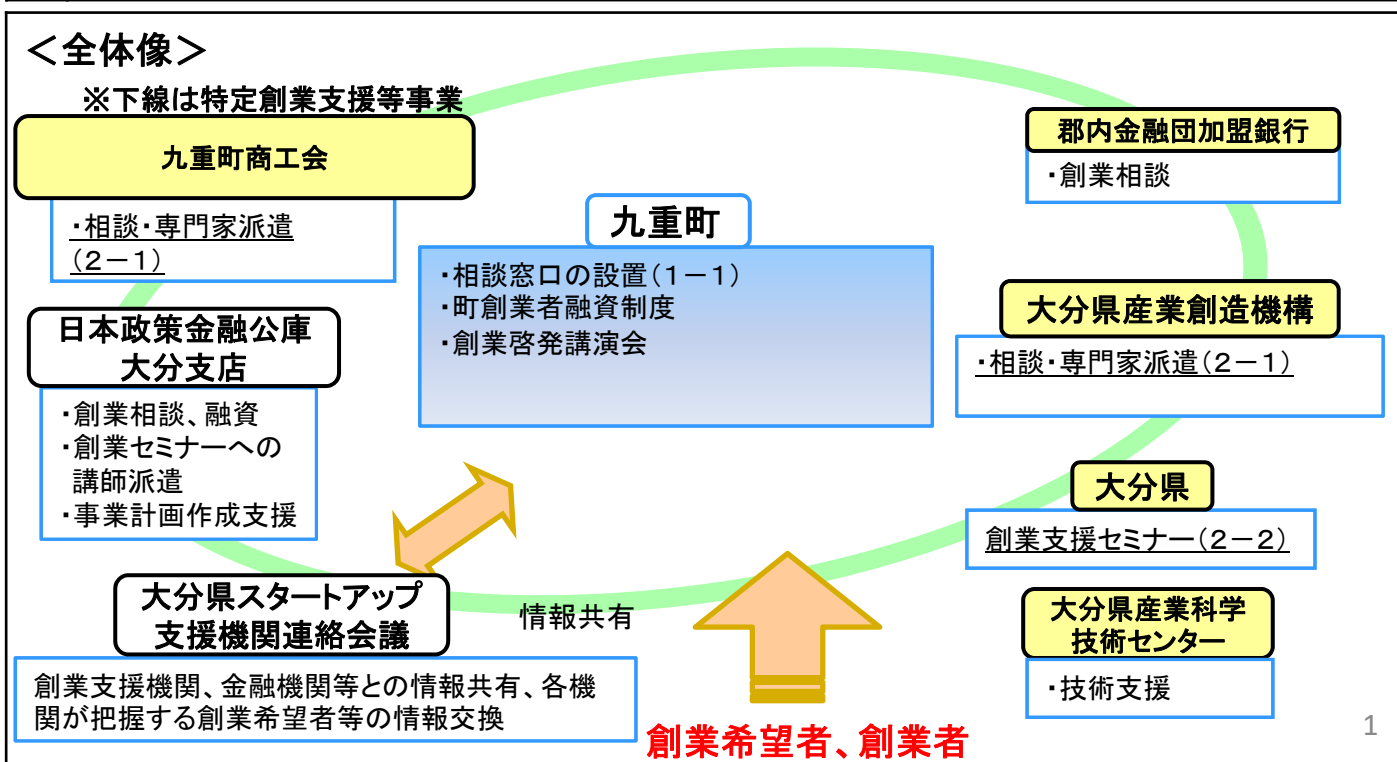 ＜全体像＞
※下線は特定創業支援等事業
九重町商工会
・相談・専門家派遣
（２－１）
日本政策金融公庫
大分支店
・創業相談、融資
・創業セミナーへの
講師派遣
・事業計画作成支援
大分県スタートアップ
支援機関連絡会議
創業支援機関、金融機関等との情報共有、各機
関が把握する創業希望者等の情報交換
九重町
・相談窓口の設置（１－１）
・町創業者融資制度
・創業啓発講演会
情報共有
創業希望者、創業者
郡内金融団加盟銀行
・創業相談
大分県産業創造機構
・相談・専門家派遣（２－１）
大分県
創業支援セミナー（２－２）
大分県産業科学
技術センター
・技術支援
1